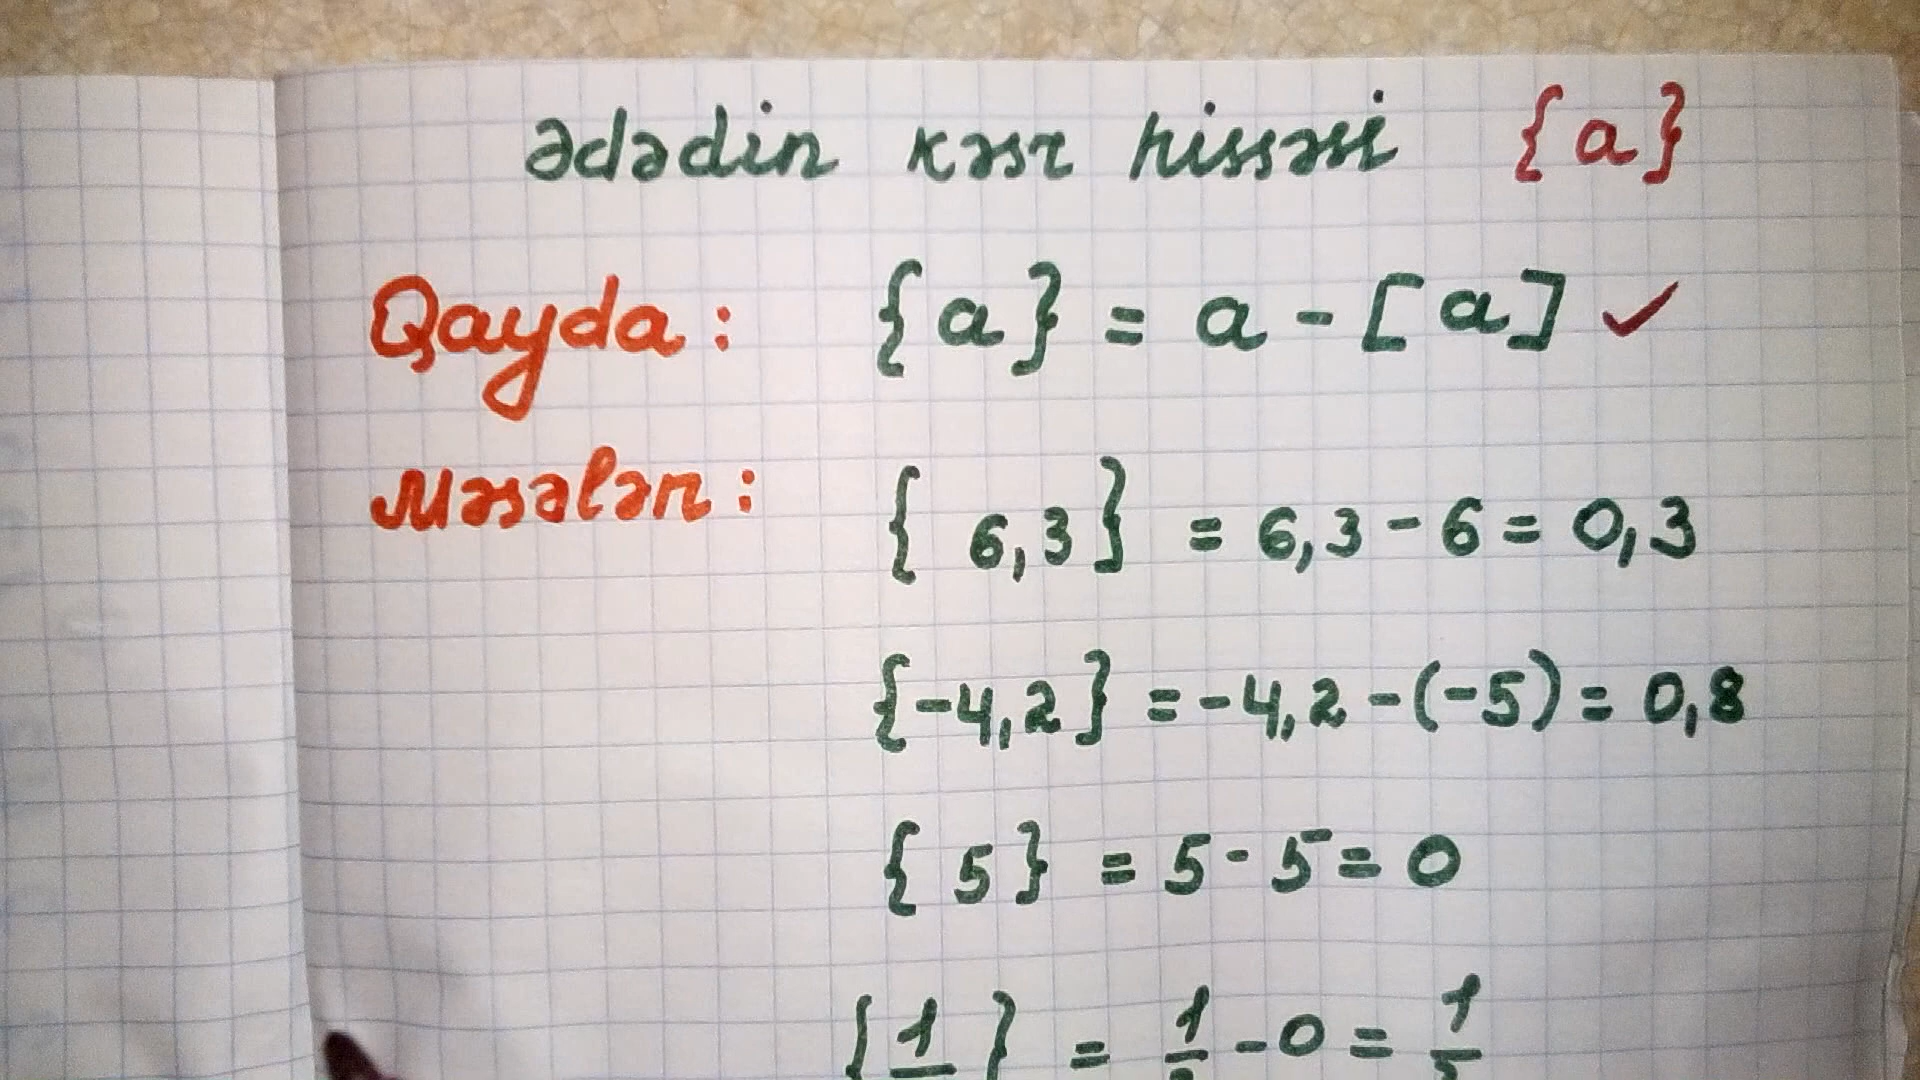 Ədədin kəsr hissəsi {a}
Qayda: {a} = a - [a] ✓
Məsələn: {6,3} = 6,3 - 6 = 0,3
{-4,2} = -4,2 - (-5) = 0,8
{5} = 5 - 5 = 0